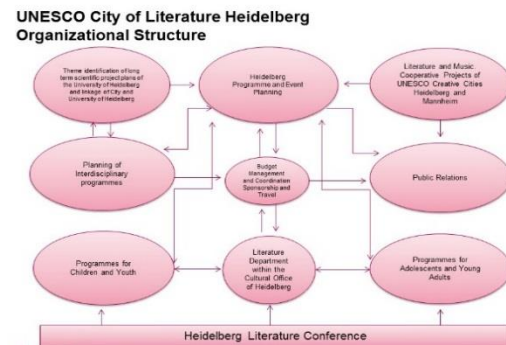 UNESCO City of Literature Heidelberg
Organizational Structure
Theme identification of long
term scientific project plans of
the University of Heidelberg
and linkage of City and
University of Heidelberg
Heidelberg
Programme and Event
Planning
Literature and Music
Cooperative Projects of
UNESCO Creative Cities
Heidelberg and
Mannheim
Planning of
Interdisciplinary
programmes
Budget
Management
and Coordination
Sponsorship and
Travel
Public Relations
Programmes for
Children and Youth
Literature
Department
within the
Cultural Office
of Heidelberg
Programmes for
Adolescents and Young
Adults
Heidelberg Literature Conference